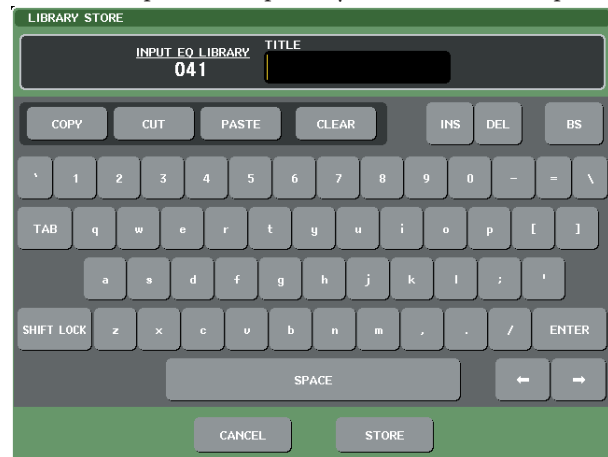 LIBRARY STORE
INPUT EQ LIBRARY TITLE
041
COPY CUT PASTE CLEAR INS DEL BS
` 1 2 3 4 5 6 7 8 9 0 - = \
TAB q w e r t y u i o p [ ]
a s d f g h j k l ; '
SHIFT LOCK z x c v b n m , . / ENTER
SPACE ← →
CANCEL STORE